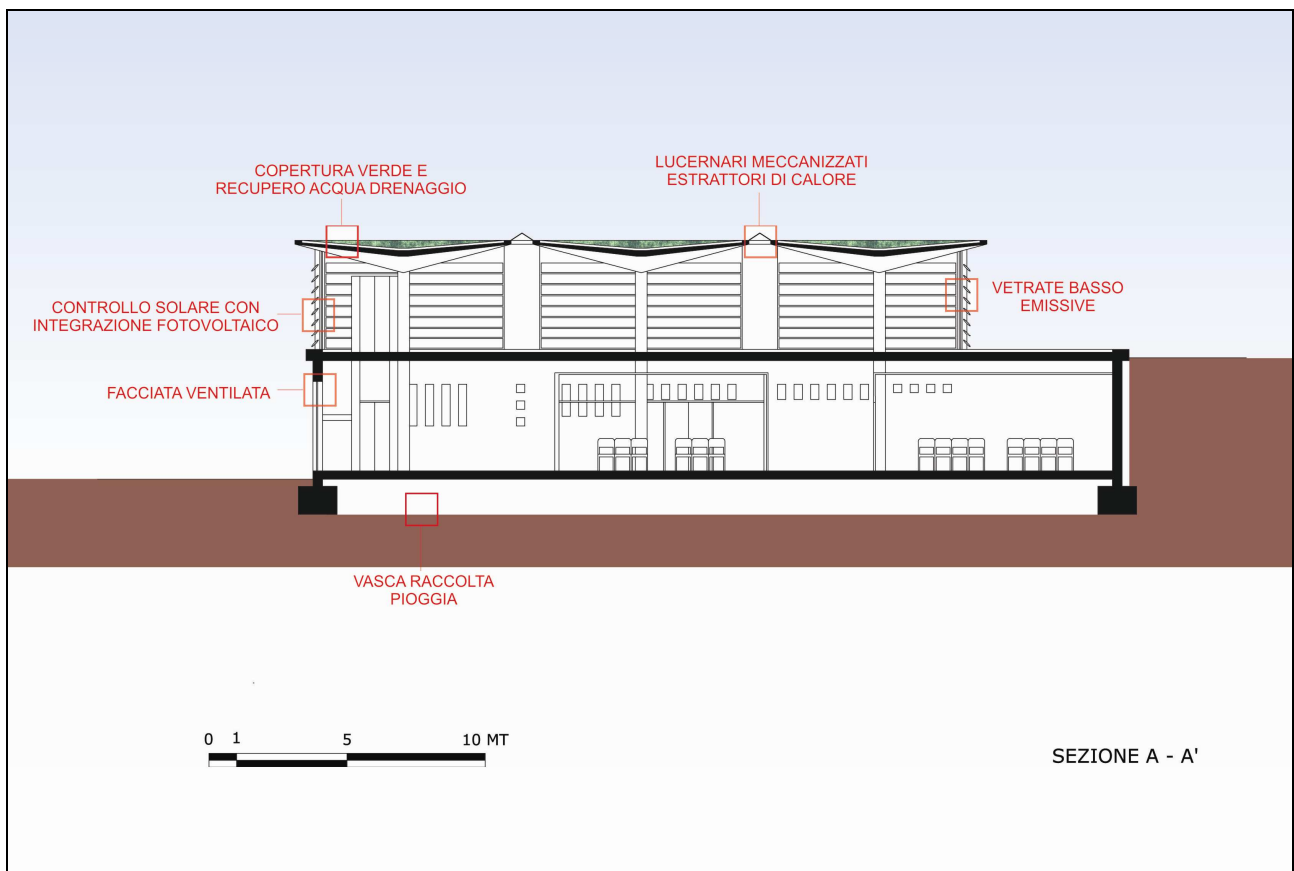 COPERTURA VERDE E
RECUPERO ACQUA DRENAGGIO
LUCERNARI MECCANIZZATI
ESTRATTORI DI CALORE
CONTROLLO SOLARE CON
INTEGRAZIONE FOTOVOLTAICO
VETRATE BASSO
EMISSIVE
FACCIATA VENTILATA
VASCA RACCOLTA
PIOGGIA
0 1 5 10 MT
SEZIONE A - A'